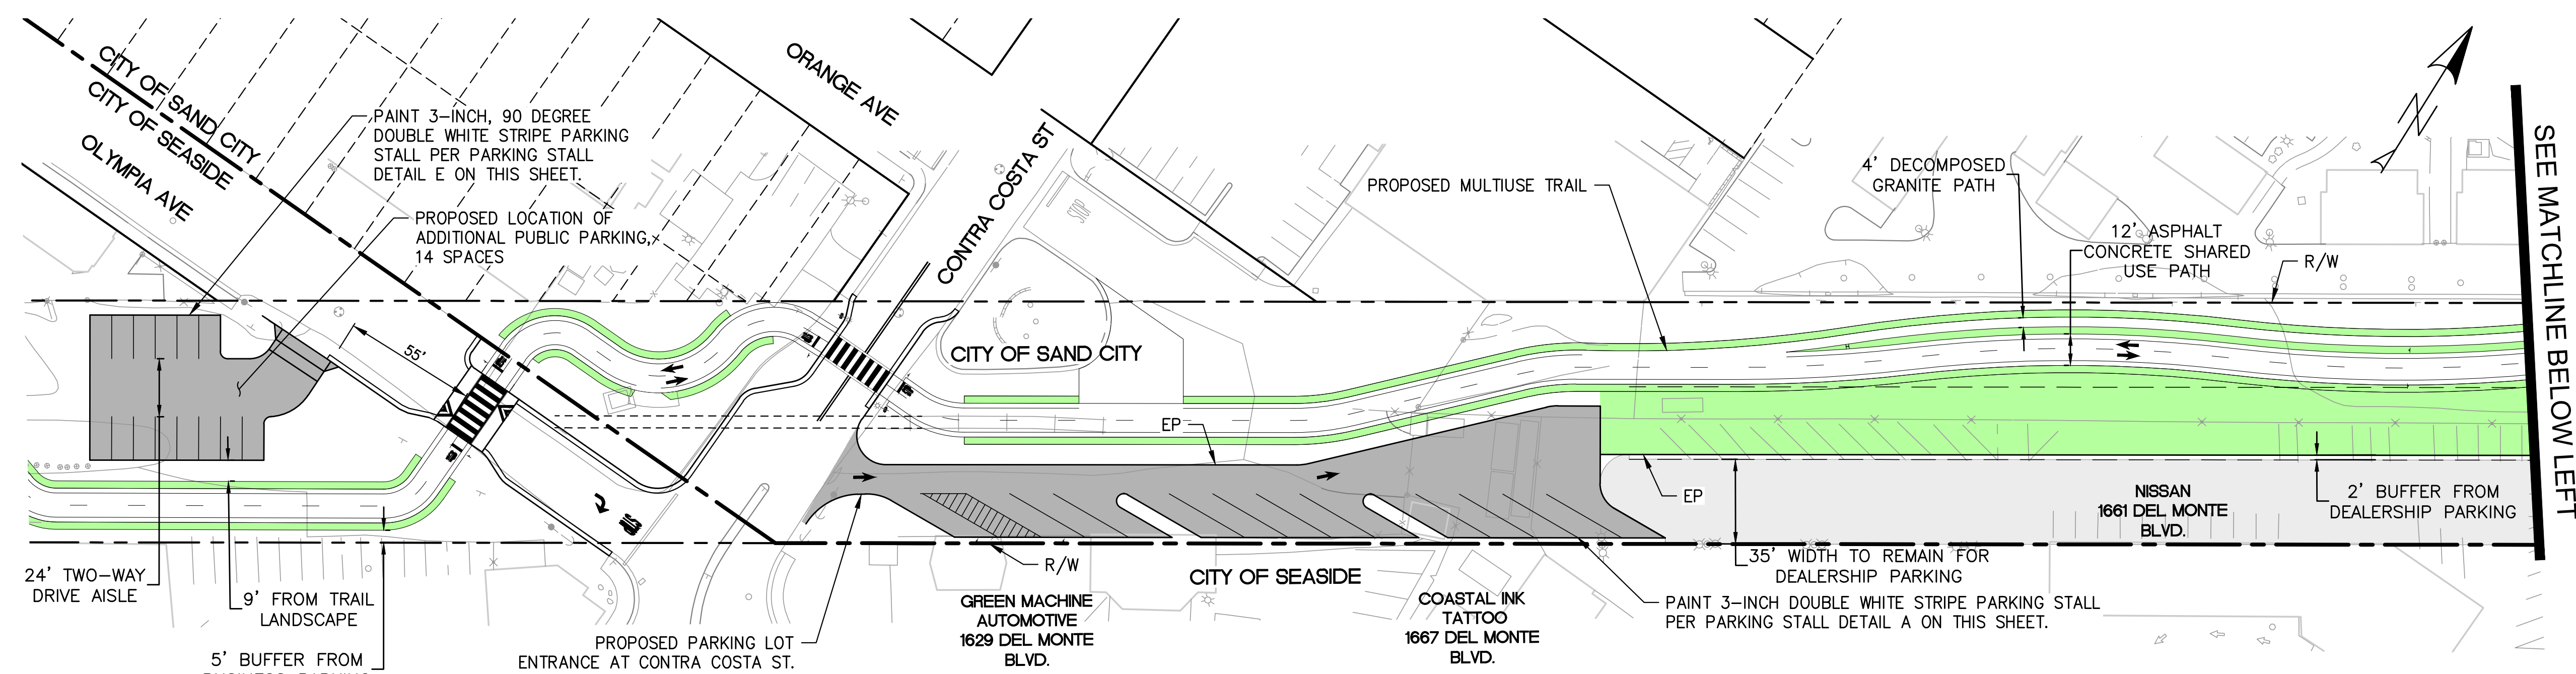 CITY OF SAND CITY
CITY OF SEASIDE
OLYMPIA AVE
PAINT 3-INCH, 90 DEGREE
DOUBLE WHITE STRIPE PARKING
STALL PER PARKING STALL
DETAIL E ON THIS SHEET.
PROPOSED LOCATION OF
ADDITIONAL PUBLIC PARKING,
14 SPACES
ORANGE AVE
CONTRA COSTA ST
STOP
PROPOSED MULTIUSE TRAIL
4' DECOMPOSED
GRANITE PATH
12' ASPHALT
CONCRETE SHARED
USE PATH
R/W
N
SEE MATCHLINE BELOW LEFT
55'
CITY OF SAND CITY
EP
EP
NISSAN
1661 DEL MONTE
BLVD.
2' BUFFER FROM
DEALERSHIP PARKING
STOP
24' TWO-WAY
DRIVE AISLE
9' FROM TRAIL
LANDSCAPE
5' BUFFER FROM
PROPOSED PARKING LOT
ENTRANCE AT CONTRA COSTA ST.
R/W
GREEN MACHINE
AUTOMOTIVE
1629 DEL MONTE
BLVD.
CITY OF SEASIDE
COASTAL INK
TATTOO
1667 DEL MONTE
BLVD.
35' WIDTH TO REMAIN FOR
DEALERSHIP PARKING
PAINT 3-INCH DOUBLE WHITE STRIPE PARKING STALL
PER PARKING STALL DETAIL A ON THIS SHEET.